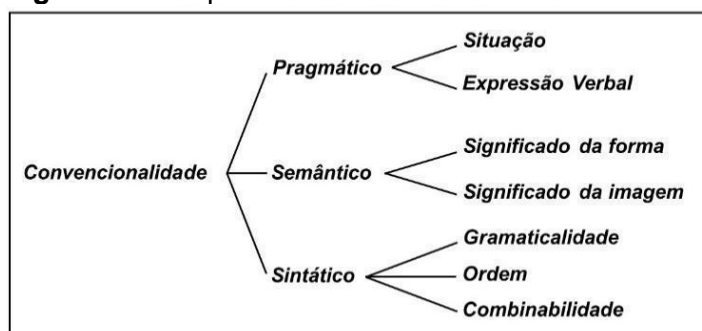 Convencionalidade
Pragmático
Situação
Expressão Verbal
Semântico
Significado da forma
Significado da imagem
Sintático
Gramaticalidade
Ordem
Combinabilidade